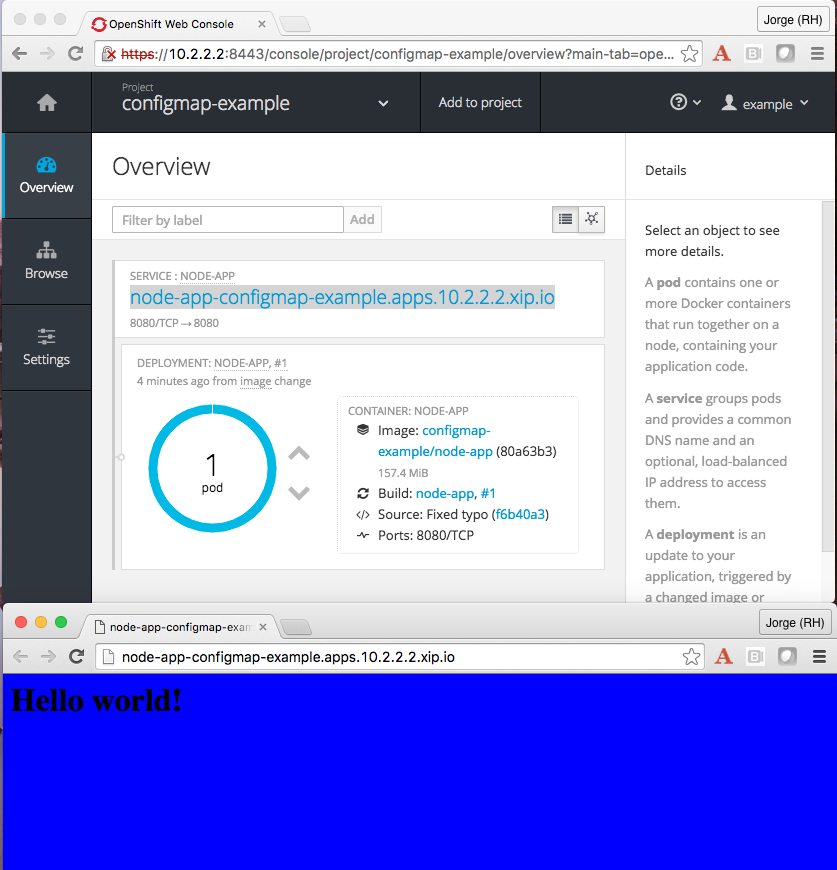 OpenShift Web Console
Jorge (RH)
https://10.2.2.2:8443/console/project/configmap-example/overview?main-tab=ope...
Project
configmap-example
Add to project
example
Overview
Browse
Settings
Overview
Filter by label
Add
SERVICE : NODE-APP
node-app-configmap-example.apps.10.2.2.2.xip.io
8080/TCP → 8080
DEPLOYMENT: NODE-APP, #1
4 minutes ago from image change
1
pod
CONTAINER: NODE-APP
Image: configmap-
example/node-app (80a63b3)
157.4 MiB
Build: node-app, #1
Source: Fixed typo (f6b40a3)
Ports: 8080/TCP
Details
Select an object to see
more details.
A pod contains one or
more Docker containers
that run together on a
node, containing your
application code.
A service groups pods
and provides a common
DNS name and an
optional, load-balanced
IP address to access
them.
A deployment is an
update to your
application, triggered by
a changed image or
node-app-configmap-exam
Jorge (RH)
node-app-configmap-example.apps.10.2.2.2.xip.io
Hello world!